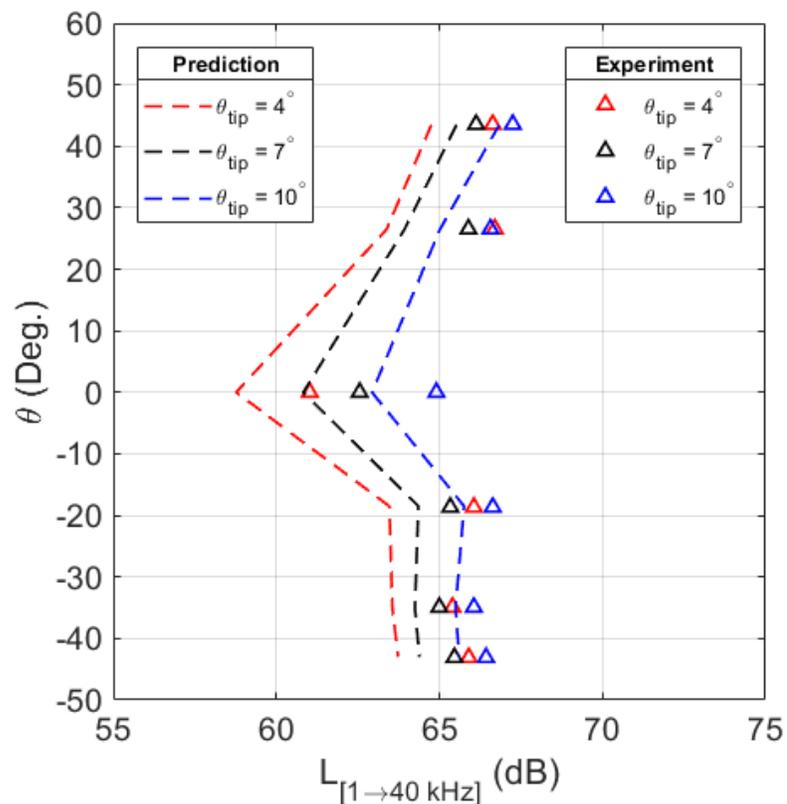 60
50
40
30
20
10
0
-10
-20
-30
-40
-50
55
60
65
70
75
θ (Deg.)
L[1→40 kHz] (dB)
Prediction
θtip = 4°
θtip = 7°
θtip = 10°
Experiment
θtip = 4°
θtip = 7°
θtip = 10°